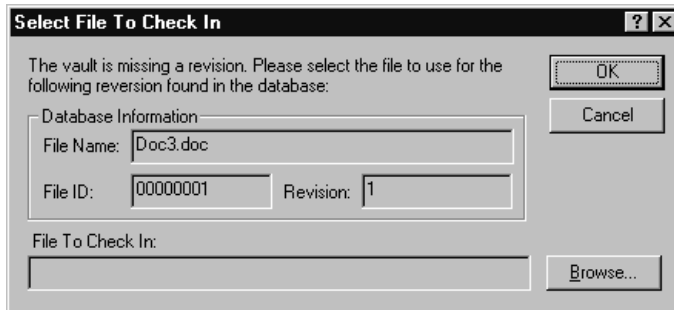 Select File To Check In
? ×
The vault is missing a revision. Please select the file to use for the
following reversion found in the database:
OK
Cancel
Database Information
File Name: Doc3.doc
File ID: 00000001 Revision: 1
File To Check In:
Browse...